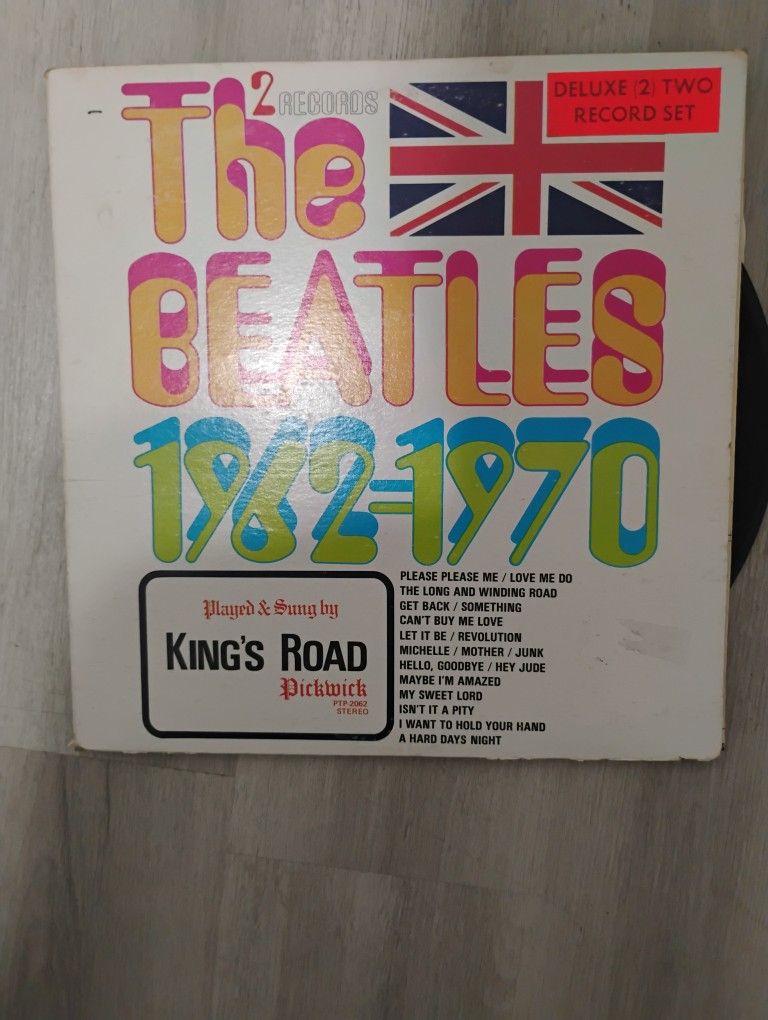 2 RECORDS
DELUXE (2) TWO
RECORD SET
The
BEATLES
1962-1970
Played & Sung by
KING'S ROAD
Pickwick
PTP-2062
STEREO
PLEASE PLEASE ME / LOVE ME DO
THE LONG AND WINDING ROAD
GET BACK / SOMETHING
CAN'T BUY ME LOVE
LET IT BE / REVOLUTION
MICHELLE / MOTHER / JUNK
HELLO, GOODBYE / HEY JUDE
MAYBE I'M AMAZED
MY SWEET LORD
ISN'T IT A PITY
I WANT TO HOLD YOUR HAND
A HARD DAYS NIGHT